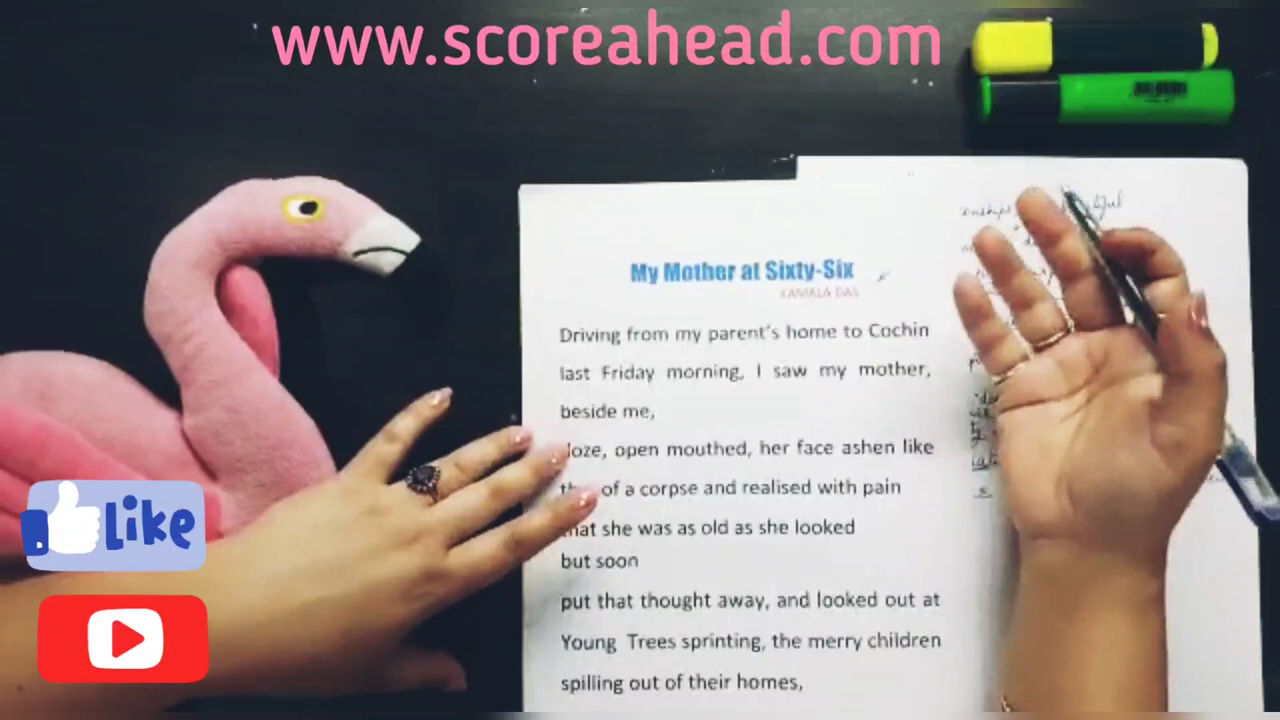 www.scoreahead.com
My Mother at Sixty-Six
KAMALA DAS
Driving from my parent's home to Cochin
last Friday morning, I saw my mother,
beside me,
doze, open mouthed, her face ashen like
of a corpse and realised with pain
that she was as old as she looked
but soon
put that thought away, and looked out at
Young Trees sprinting, the merry children
spilling out of their homes,
Like